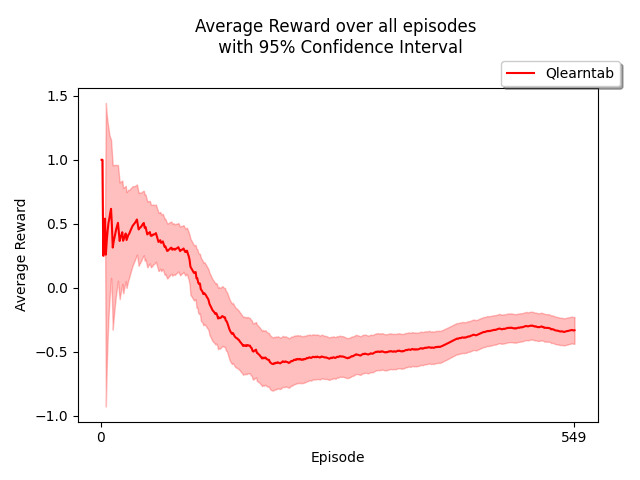 Average Reward over all episodes
with 95% Confidence Interval
Qlearntab
1.5
1.0
0.5
0.0
−0.5
−1.0
Average Reward
0
549
Episode